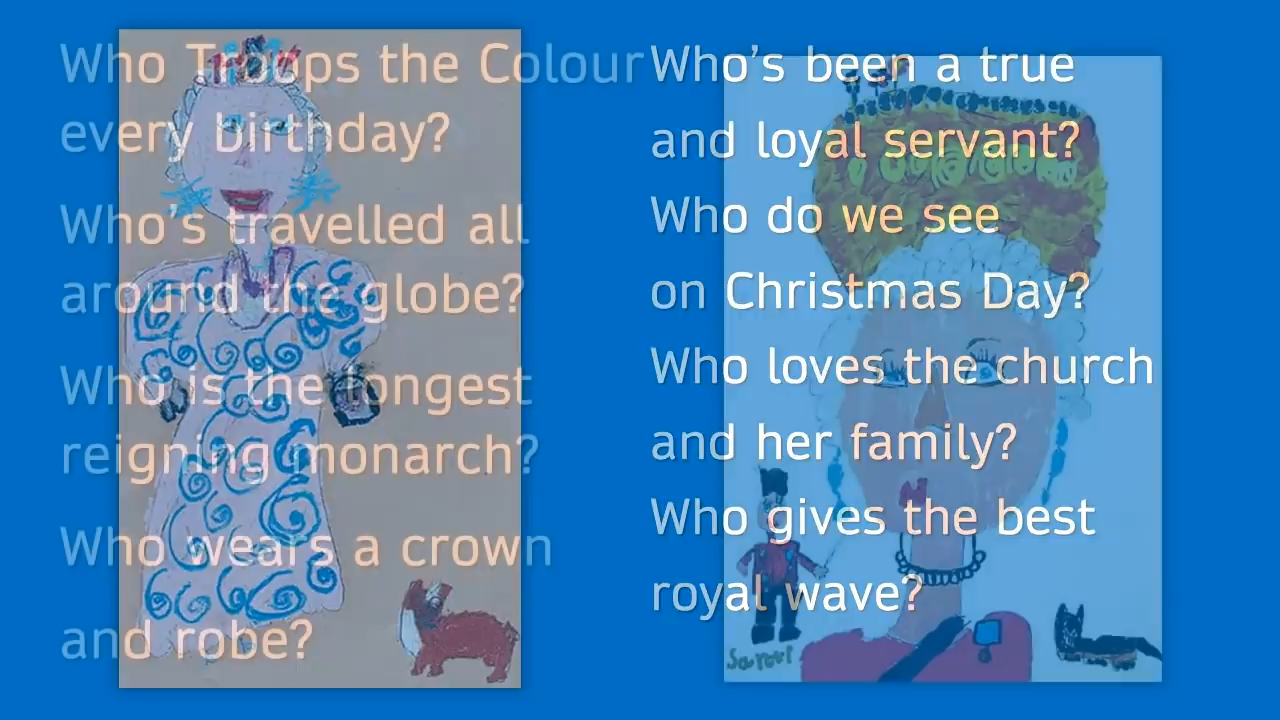 Who Troops the Colour
every birthday?
Who's travelled all
around the globe?
Who is the longest
reigning monarch?
Who wears a crown
and robe?
Who's been a true
and loyal servant?
Who do we see
on Christmas Day?
Who loves the church
and her family?
Who gives the best
royal wave?